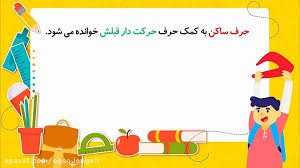 حرف ساکن به کمک حرف حرکت دار قبلش خوانده می شود.